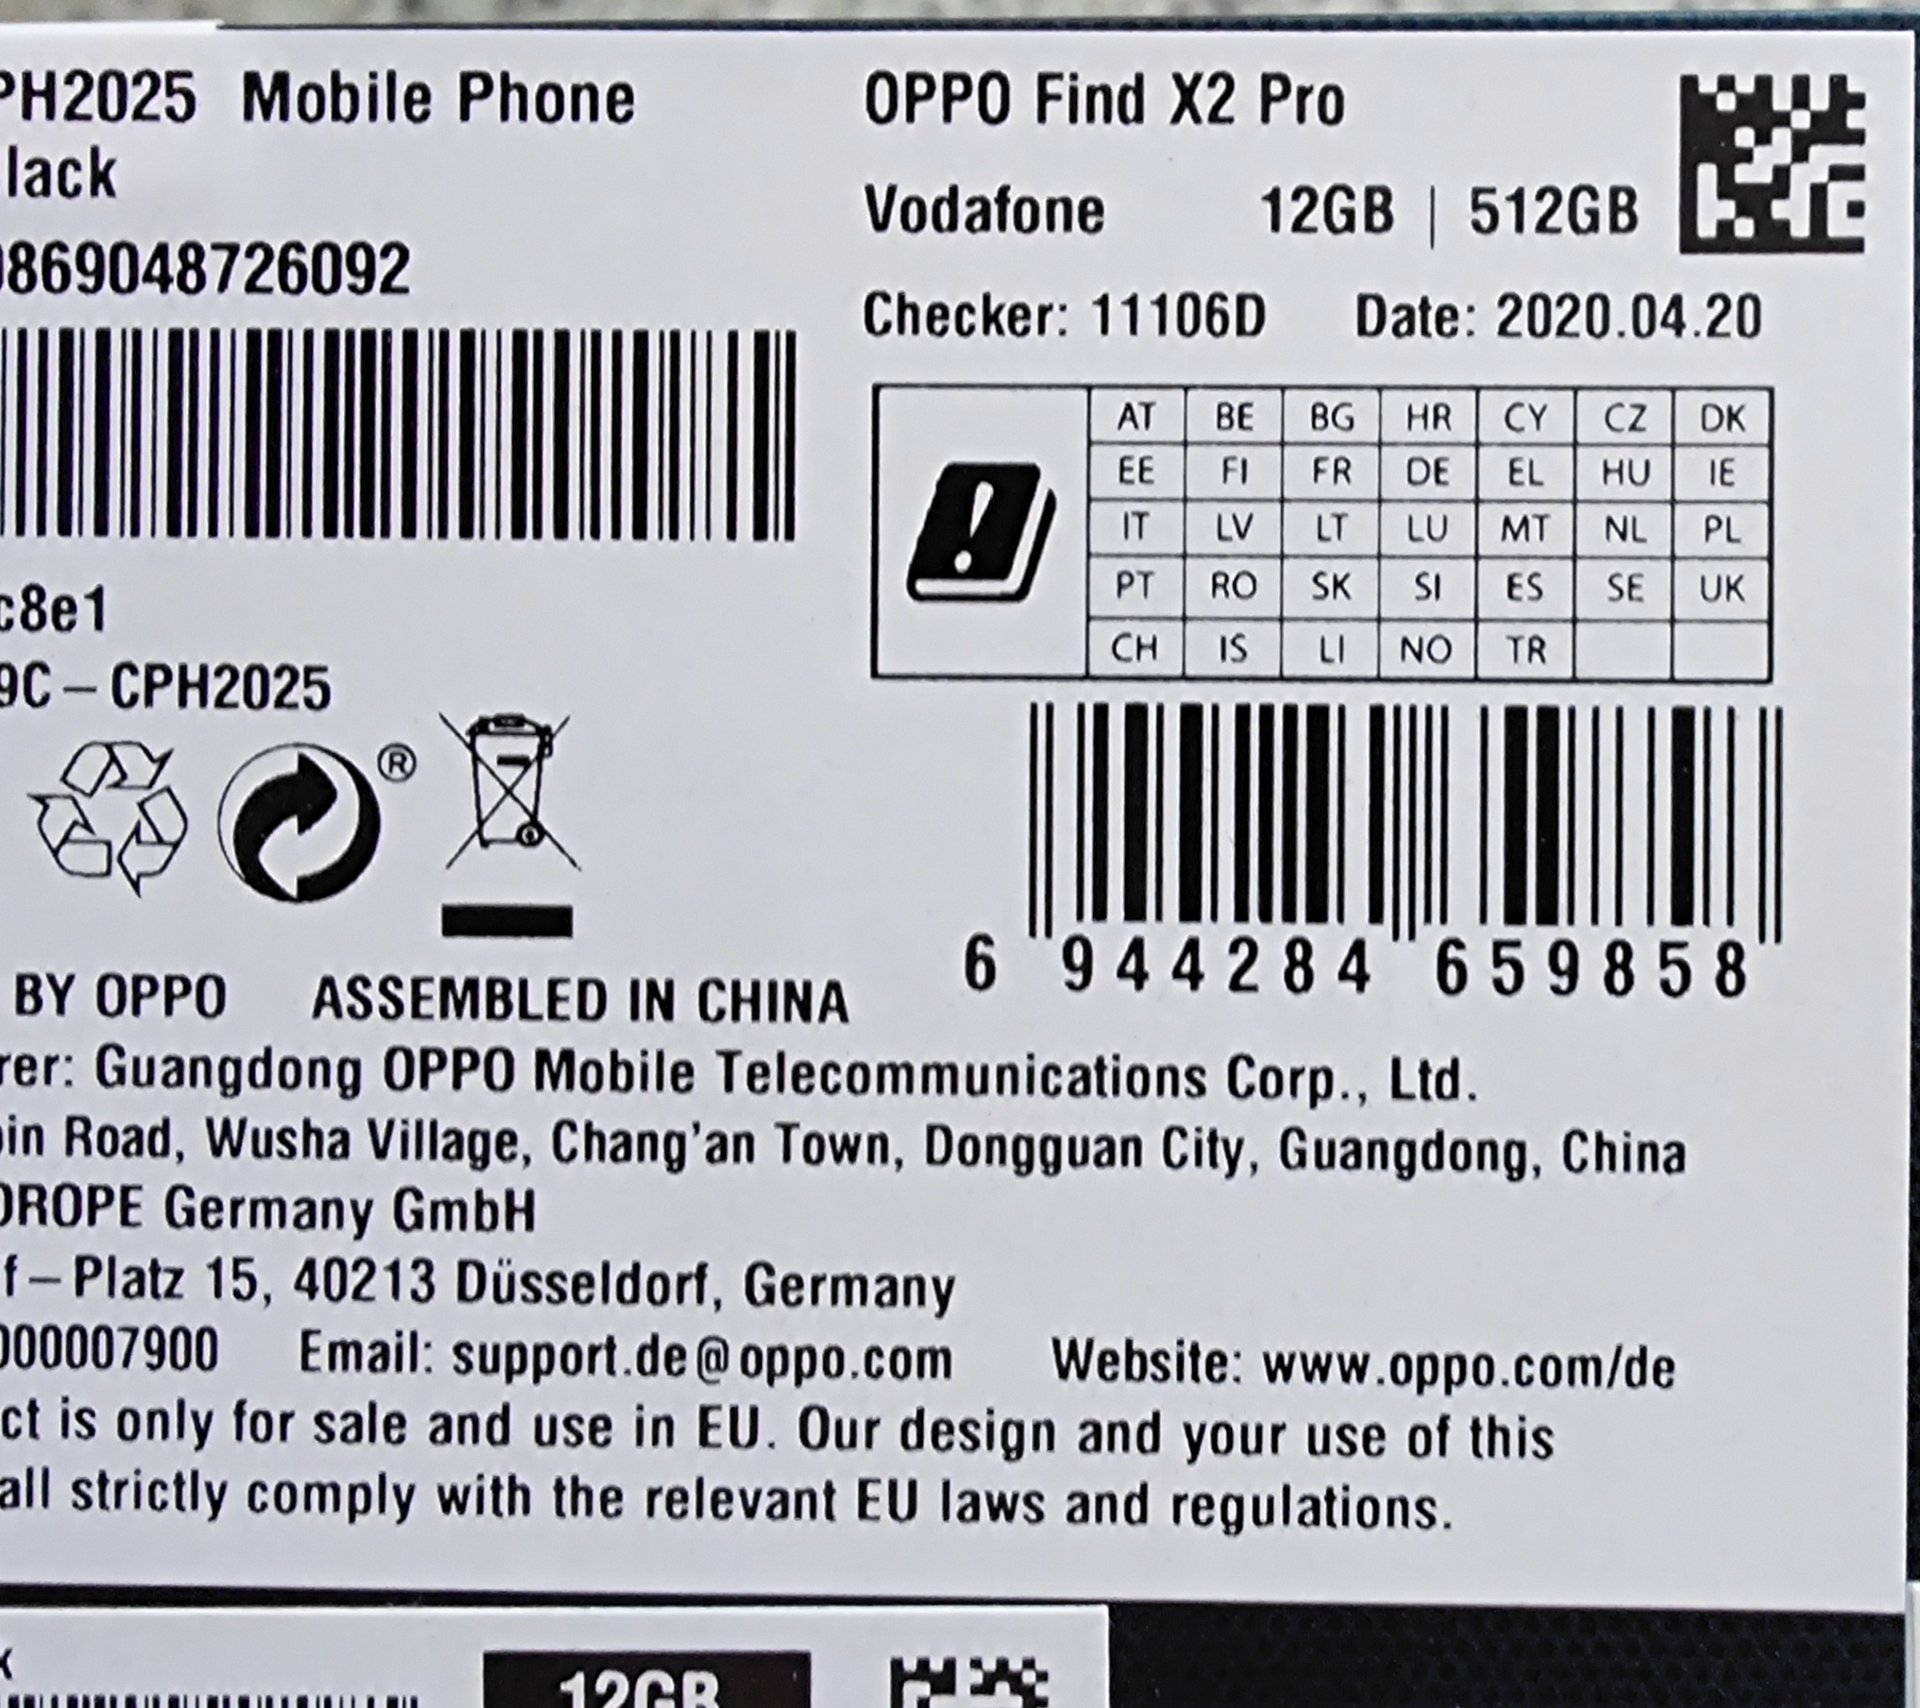 PH2025 Mobile Phone
lack
0869048726092
c8e1
9C – CPH2025
®
OPPO Find X2 Pro
Vodafone 12GB | 512GB
Checker: 11106D Date: 2020.04.20
AT BE BG HR CY CZ DK
EE FI FR DE EL HU IE
IT LV LT LU MT NL PL
PT RO SK SI ES SE UK
CH IS LI NO TR
6 944284 659858
BY OPPO ASSEMBLED IN CHINA
rer: Guangdong OPPO Mobile Telecommunications Corp., Ltd.
bin Road, Wusha Village, Chang'an Town, Dongguan City, Guangdong, China
UROPE Germany GmbH
f – Platz 15, 40213 Düsseldorf, Germany
000007900 Email: support.de@oppo.com Website: www.oppo.com/de
ct is only for sale and use in EU. Our design and your use of this
all strictly comply with the relevant EU laws and regulations.
12GB